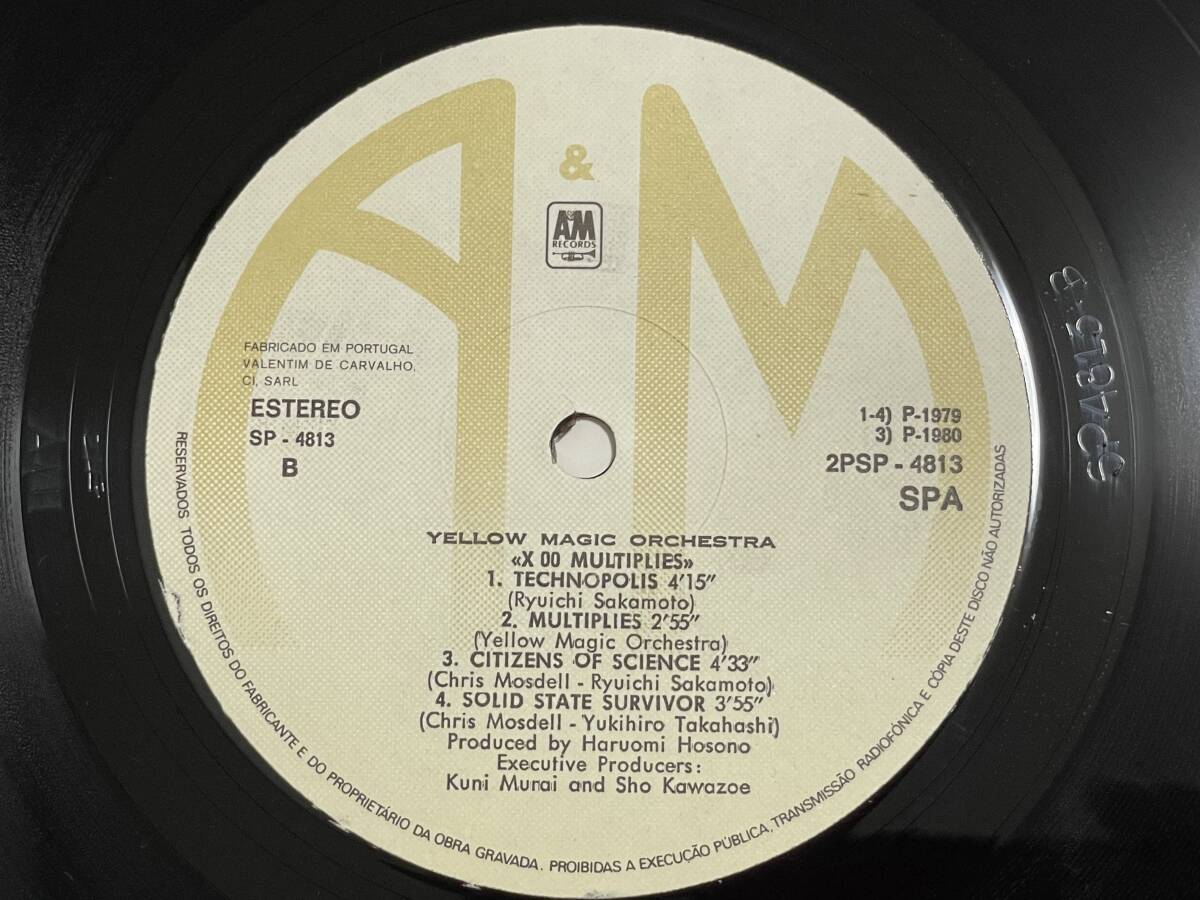 A & M
A&M
RECORDS
FABRICADO EM PORTUGAL
VALENTIM DE CARVALHO,
CI, SARL
ESTEREO
SP - 4813
B
1-4) P-1979
3) P-1980
2PSP - 4813
SPA
YELLOW MAGIC ORCHESTRA
«X 00 MULTIPLIES»
1. TECHNOPOLIS 4'15"
(Ryuichi Sakamoto)
2. MULTIPLIES 2'55"
(Yellow Magic Orchestra)
3. CITIZENS OF SCIENCE 4'33"
(Chris Mosdell - Ryuichi Sakamoto)
4. SOLID STATE SURVIVOR 3'55"
(Chris Mosdell - Yukihiro Takahashi)
Produced by Haruomi Hosono
Executive Producers:
Kuni Murai and Sho Kawazoe
RESERVADOS TODOS OS DIREITOS DO FABRICANTE E DO PROPRIETÁRIO DA OBRA GRAVADA. PROIBIDAS A EXECUÇÃO PÚBLICA, TRANSMISSÃO RADIOFÓNICA E CÓPIA DESTE DISCO NÃO AUTORIZADAS